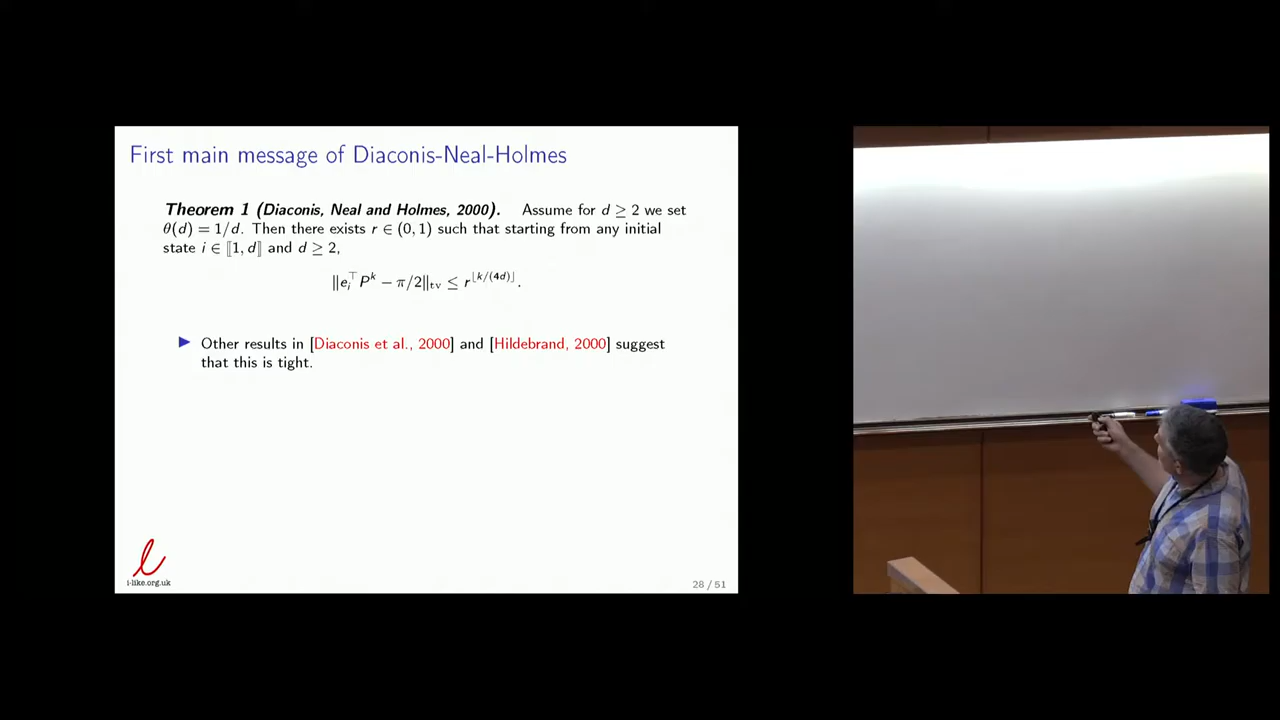 First main message of Diaconis-Neal-Holmes
Theorem 1 (Diaconis, Neal and Holmes, 2000). Assume for d ≥ 2 we set
θ(d) = 1/d. Then there exists r ∈ (0, 1) such that starting from any initial
state i ∈ ⟦1, d⟧ and d ≥ 2,
‖e_i^⊤ P^k − π/2‖_tv ≤ r^{⌊k/(4d)⌋}.
▶ Other results in [Diaconis et al., 2000] and [Hildebrand, 2000] suggest
that this is tight.
ℓ
i-like.org.uk
28 / 51